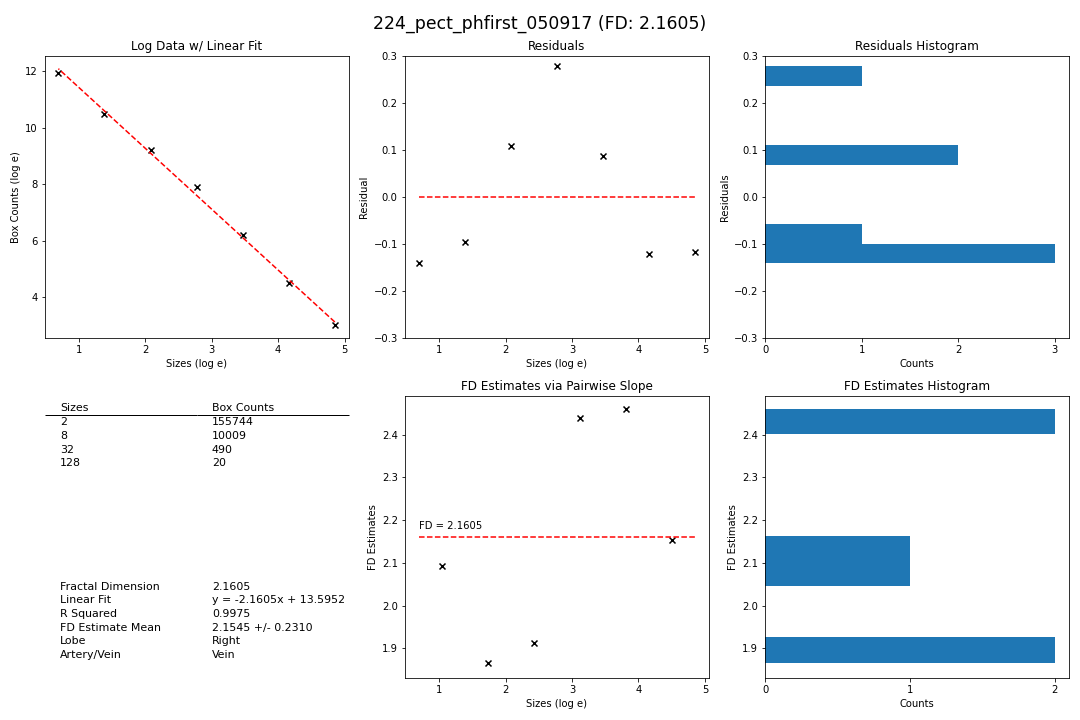 224_pect_phfirst_050917 (FD: 2.1605)
Log Data w/ Linear Fit
12
10
8
6
4
Box Counts (log e)
1 2 3 4 5
Sizes (log e)
Residuals
0.3
0.2
0.1
0.0
−0.1
−0.2
−0.3
Residual
1 2 3 4 5
Sizes (log e)
Residuals Histogram
0.3
0.2
0.1
0.0
−0.1
−0.2
−0.3
Residuals
0 1 2 3
Counts
Sizes Box Counts
2 155744
8 10009
32 490
128 20
Fractal Dimension 2.1605
Linear Fit y = -2.1605x + 13.5952
R Squared 0.9975
FD Estimate Mean 2.1545 +/- 0.2310
Lobe Right
Artery/Vein Vein
FD Estimates via Pairwise Slope
2.4
2.3
2.2
2.1
2.0
1.9
FD Estimates
FD = 2.1605
1 2 3 4 5
Sizes (log e)
FD Estimates Histogram
2.4
2.3
2.2
2.1
2.0
1.9
FD Estimates
0 1 2
Counts